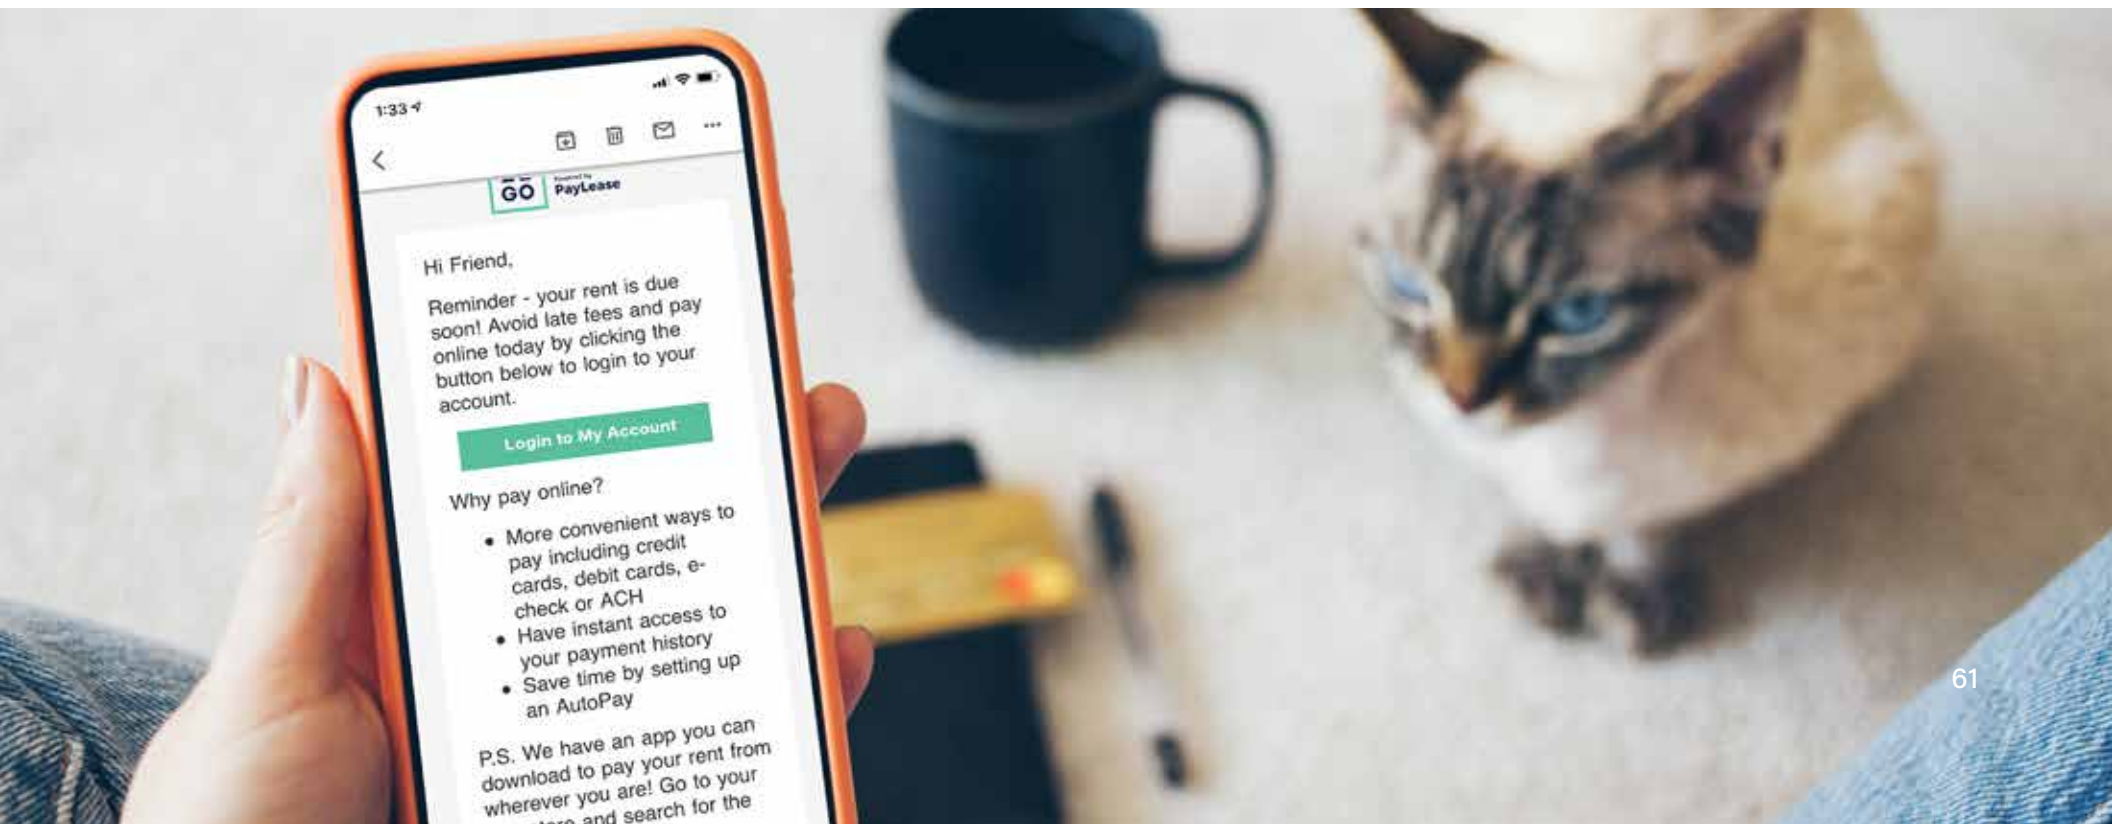 1:33
GO
Powered by
PayLease
Hi Friend,
Reminder - your rent is due
soon! Avoid late fees and pay
online today by clicking the
button below to login to your
account.
Login to My Account
Why pay online?
• More convenient ways to
pay including credit
cards, debit cards, e-
check or ACH
• Have instant access to
your payment history
• Save time by setting up
an AutoPay
P.S. We have an app you can
download to pay your rent from
wherever you are! Go to your
and search for the
61